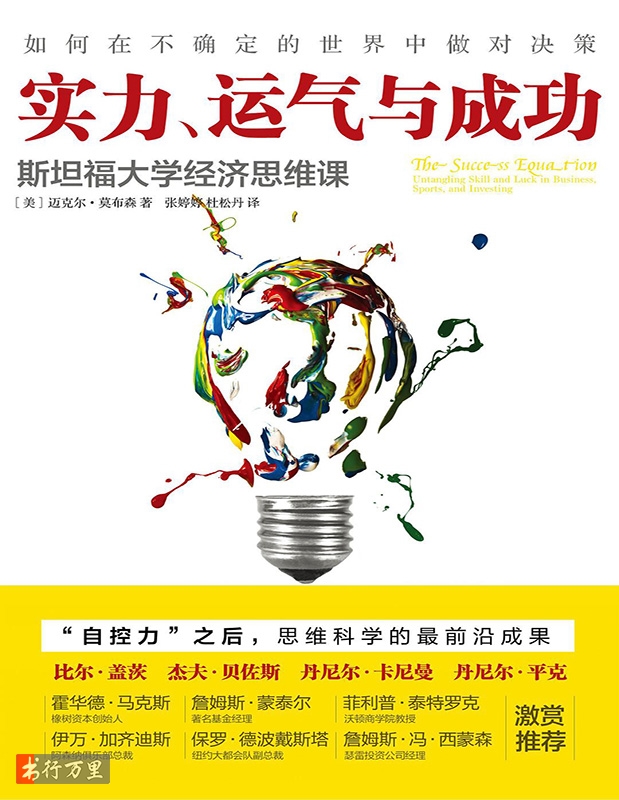 如何在不确定的世界中做对决策
实力、运气与成功
斯坦福大学经济思维课
The Success Equation
Untangling Skill and Luck in Business,
Sports, and Investing
[美] 迈克尔·莫布森 著 张婷婷 杜松丹 译
“自控力”之后，思维科学的最前沿成果
比尔·盖茨 杰夫·贝佐斯 丹尼尔·卡尼曼 丹尼尔·平克
霍华德·马克斯 詹姆斯·蒙泰尔 菲利普·泰特罗克
橡树资本创始人 著名基金经理 沃顿商学院教授
伊万·加齐迪斯 保罗·德波戴斯塔 詹姆斯·冯·西蒙森
阿森纳俱乐部总裁 纽约大都会队副总裁 瑟雷投资公司经理
激赏
推荐
书行万里